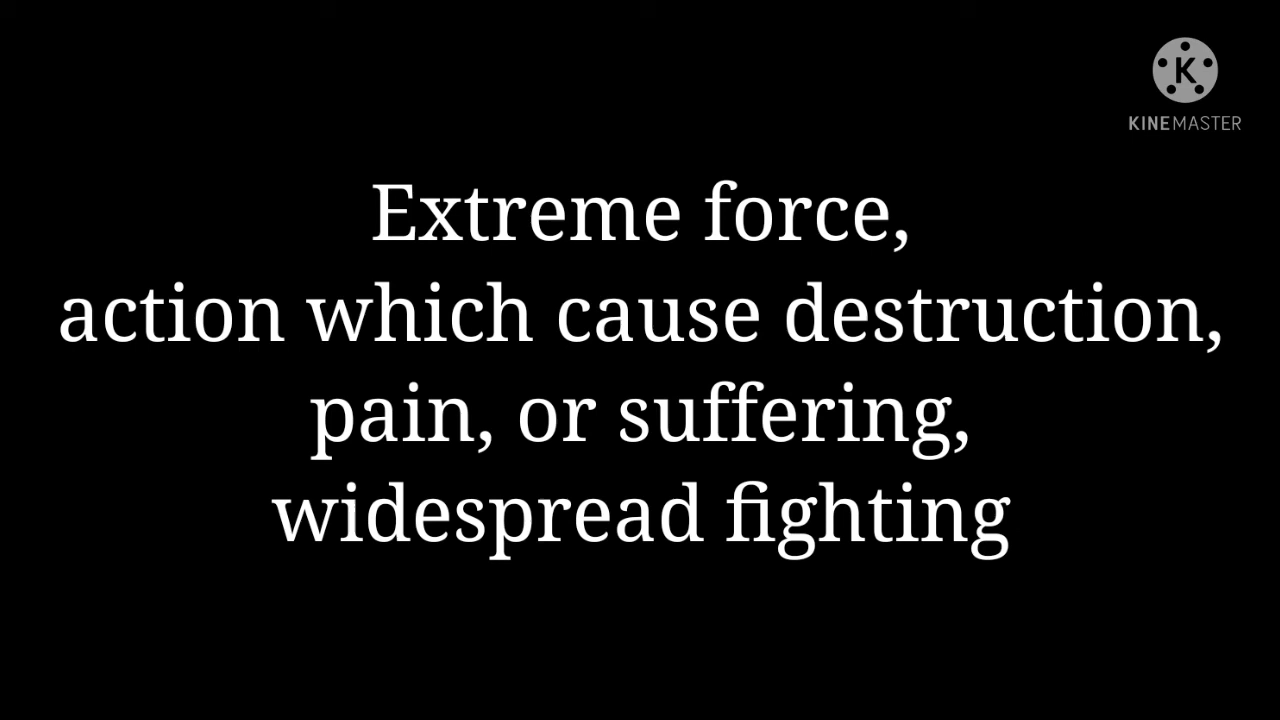 K
KINEMASTER
Extreme force,
action which cause destruction,
pain, or suffering,
widespread fighting